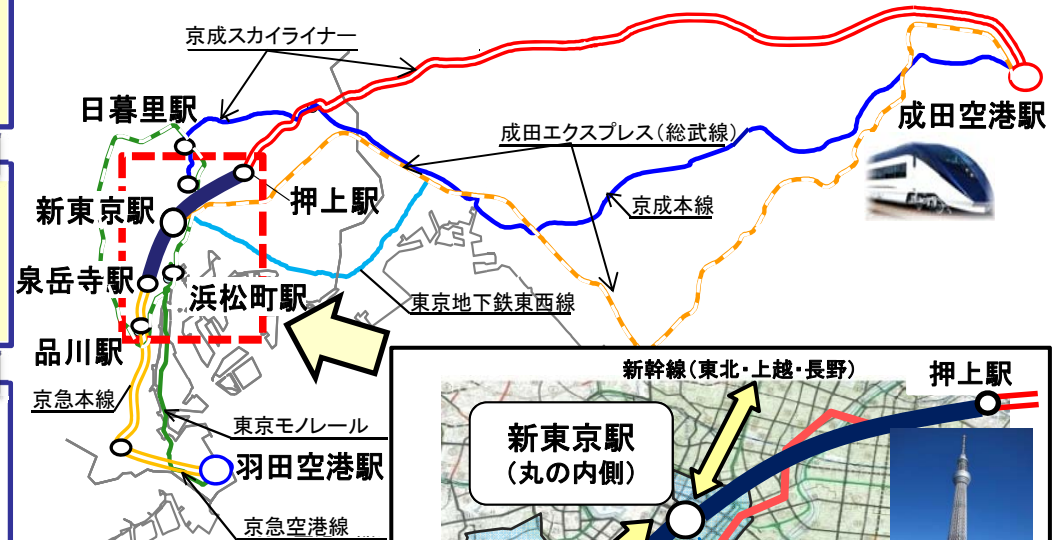 京成スカイライナー
日暮里駅
成田エクスプレス(総武線)
成田空港駅
新東京駅
押上駅
京成本線
泉岳寺駅
浜松町駅
東京地下鉄東西線
品川駅
京急本線
東京モノレール
羽田空港駅
京急空港線
新幹線(東北・上越・長野)
押上駅
新東京駅
(丸の内側)